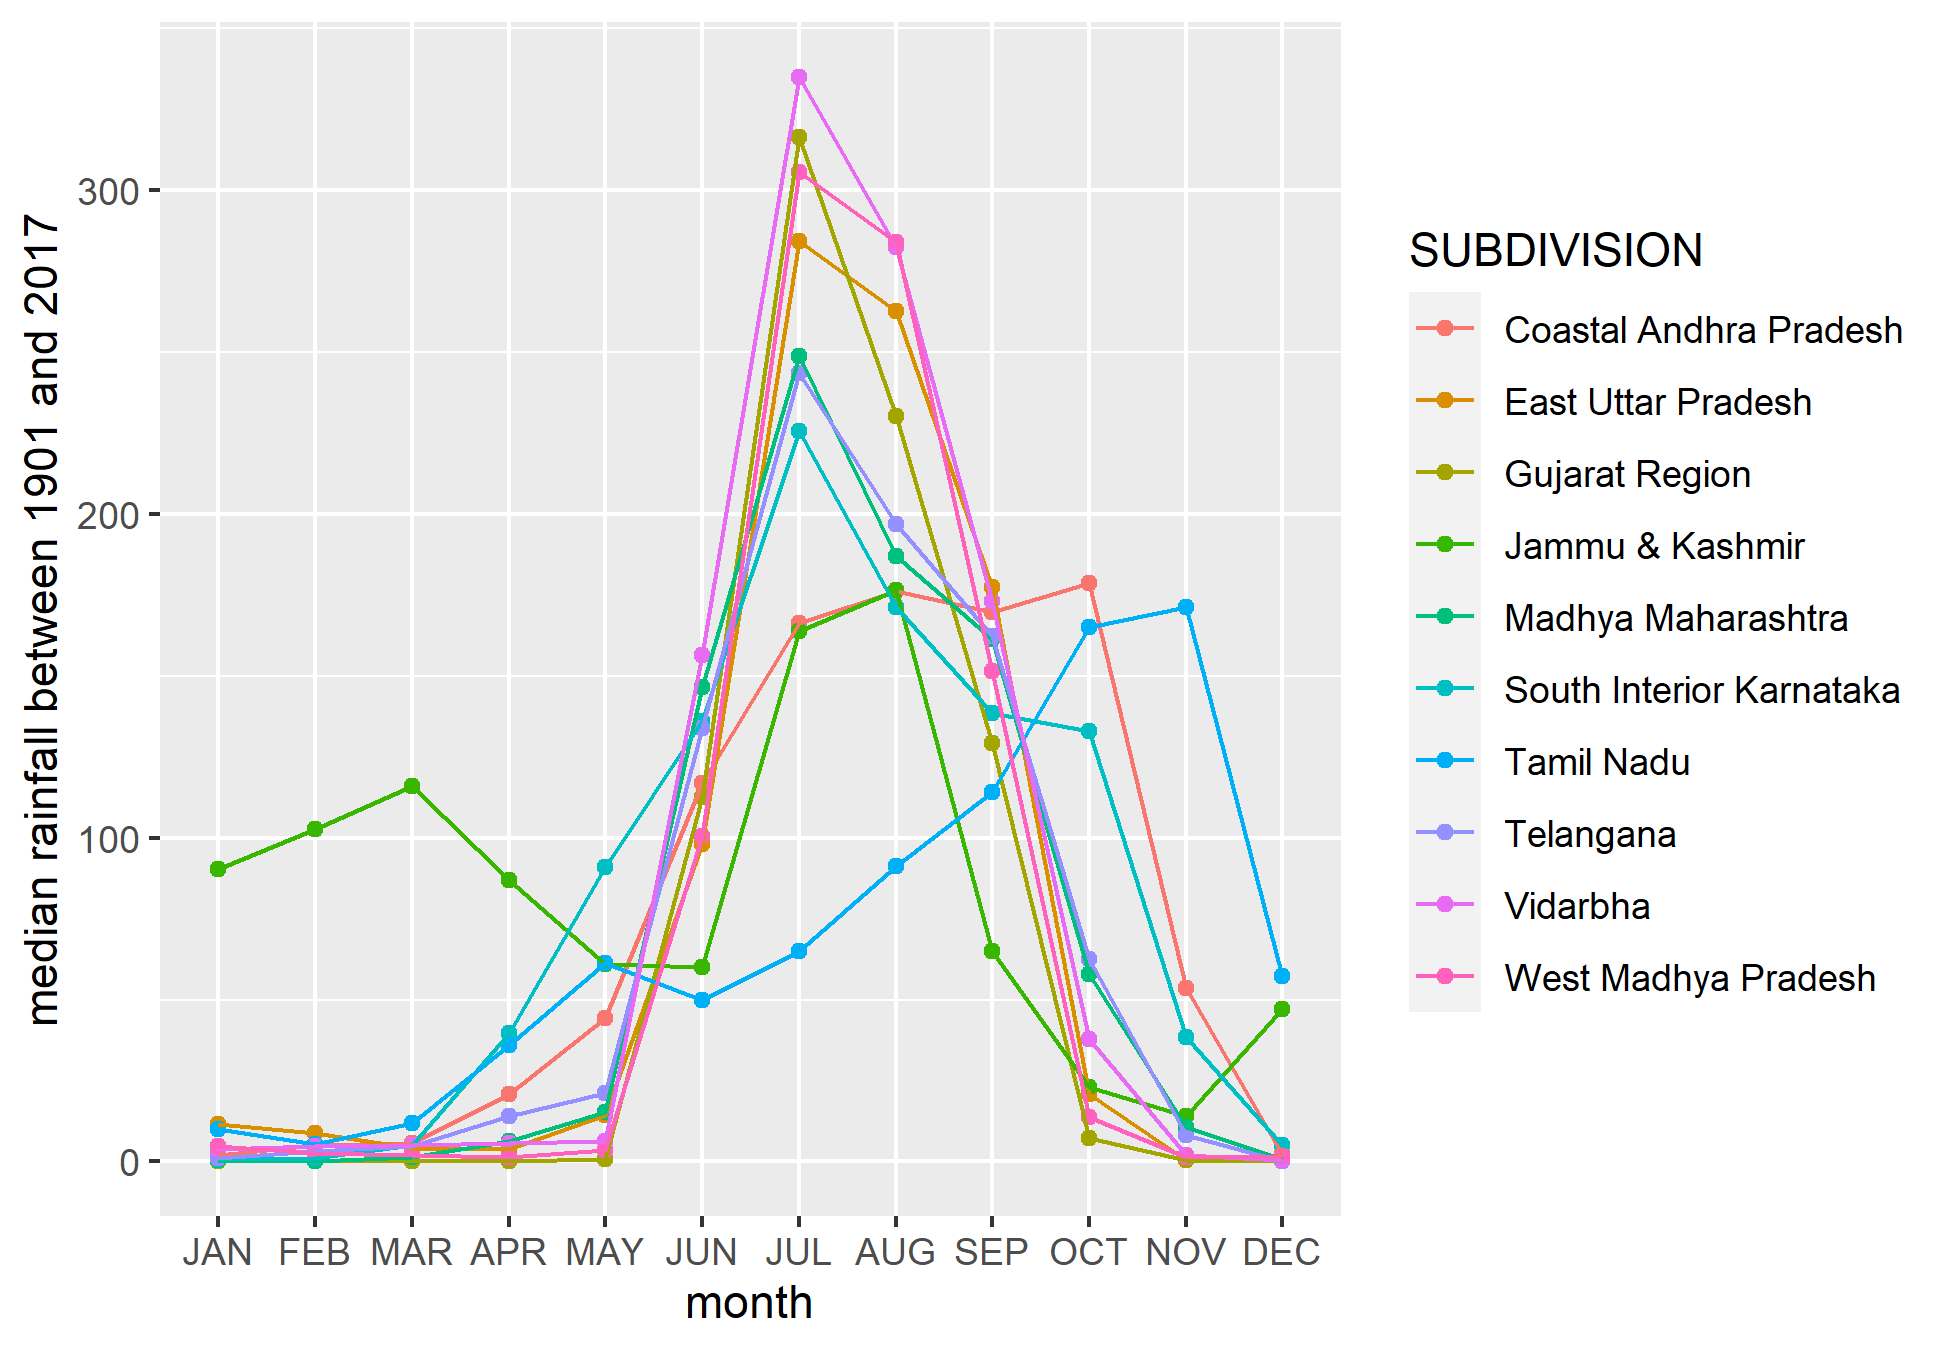 median rainfall between 1901 and 2017
300
200
100
0
JAN FEB MAR APR MAY JUN JUL AUG SEP OCT NOV DEC
month
SUBDIVISION
Coastal Andhra Pradesh
East Uttar Pradesh
Gujarat Region
Jammu & Kashmir
Madhya Maharashtra
South Interior Karnataka
Tamil Nadu
Telangana
Vidarbha
West Madhya Pradesh